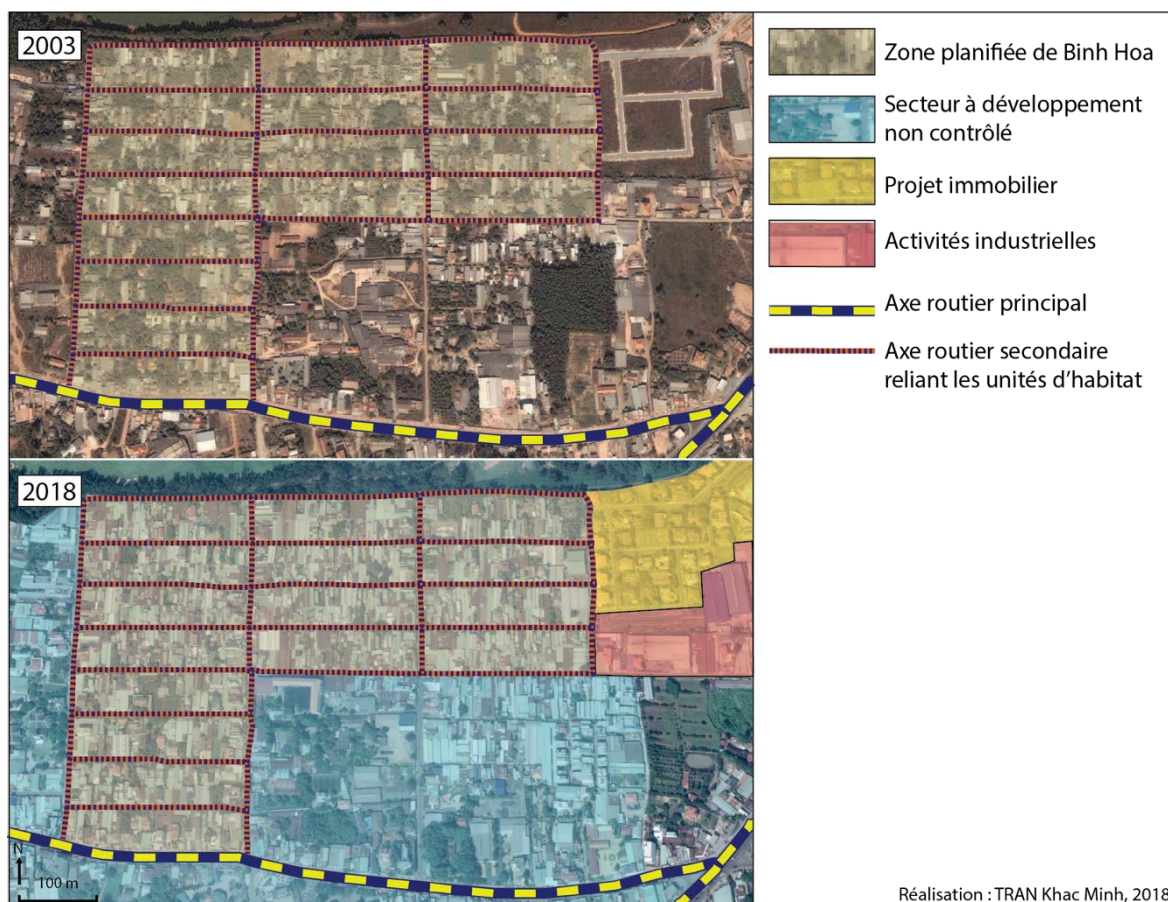 2003
Zone planifiée de Binh Hoa
Secteur à développement
non contrôlé
Projet immobilier
Activités industrielles
Axe routier principal
Axe routier secondaire
reliant les unités d'habitat
2018
N
100 m
Réalisation : TRAN Khac Minh, 2018